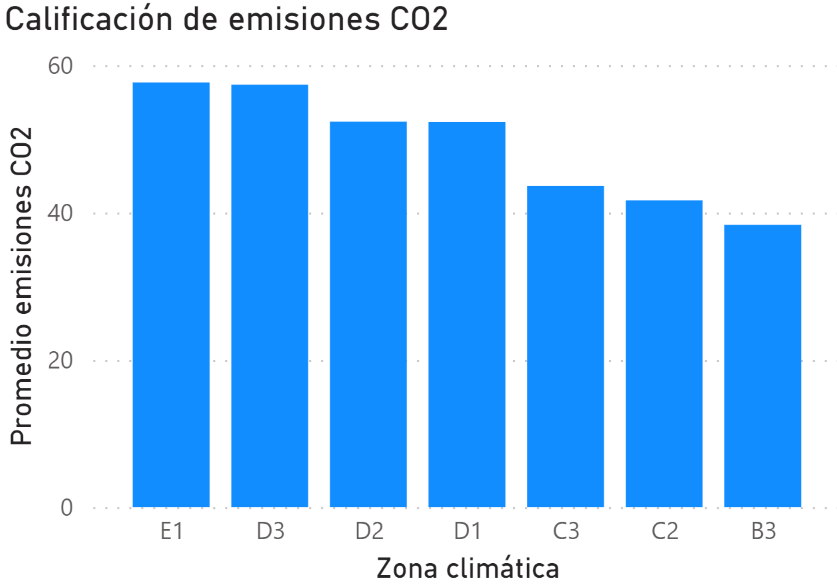 Calificación de emisiones CO2
Promedio emisiones CO2
60
40
20
0
E1 D3 D2 D1 C3 C2 B3
Zona climática